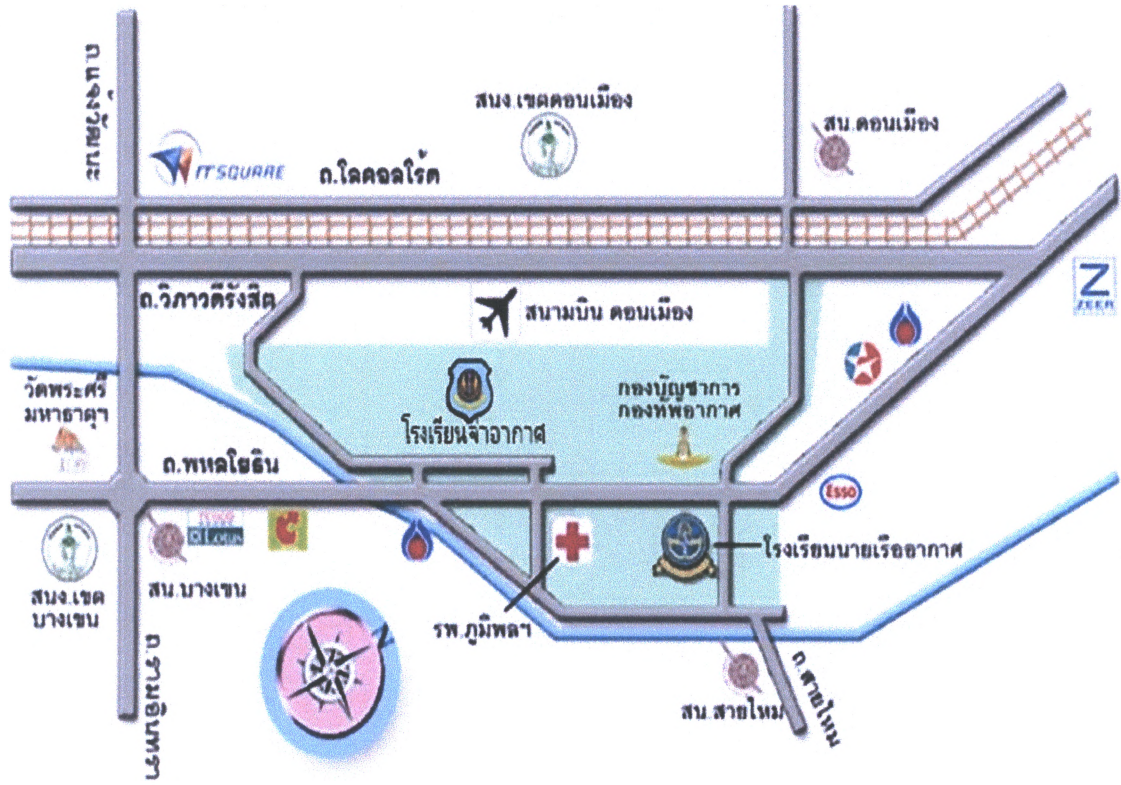 ถ.แจ้งวัฒนะ
IT SQUARE
ถ.โลคอลโร้ด
สนง.เขตดอนเมือง
สน.ดอนเมือง
ถ.วิภาวดีรังสิต
สนามบิน ดอนเมือง
Z
ZEER
วัดพระศรี
มหาธาตุฯ
โรงเรียนจ่าอากาศ
กองบัญชาการ
กองทัพอากาศ
ถ.พหลโยธิน
ESSO
TESCO
Lotus
C
โรงเรียนนายเรืออากาศ
สนง.เขต
บางเขน
สน.บางเขน
รพ.ภูมิพลฯ
N
ถ.รามอินทรา
สน.สายไหม
ถ.สายไหม